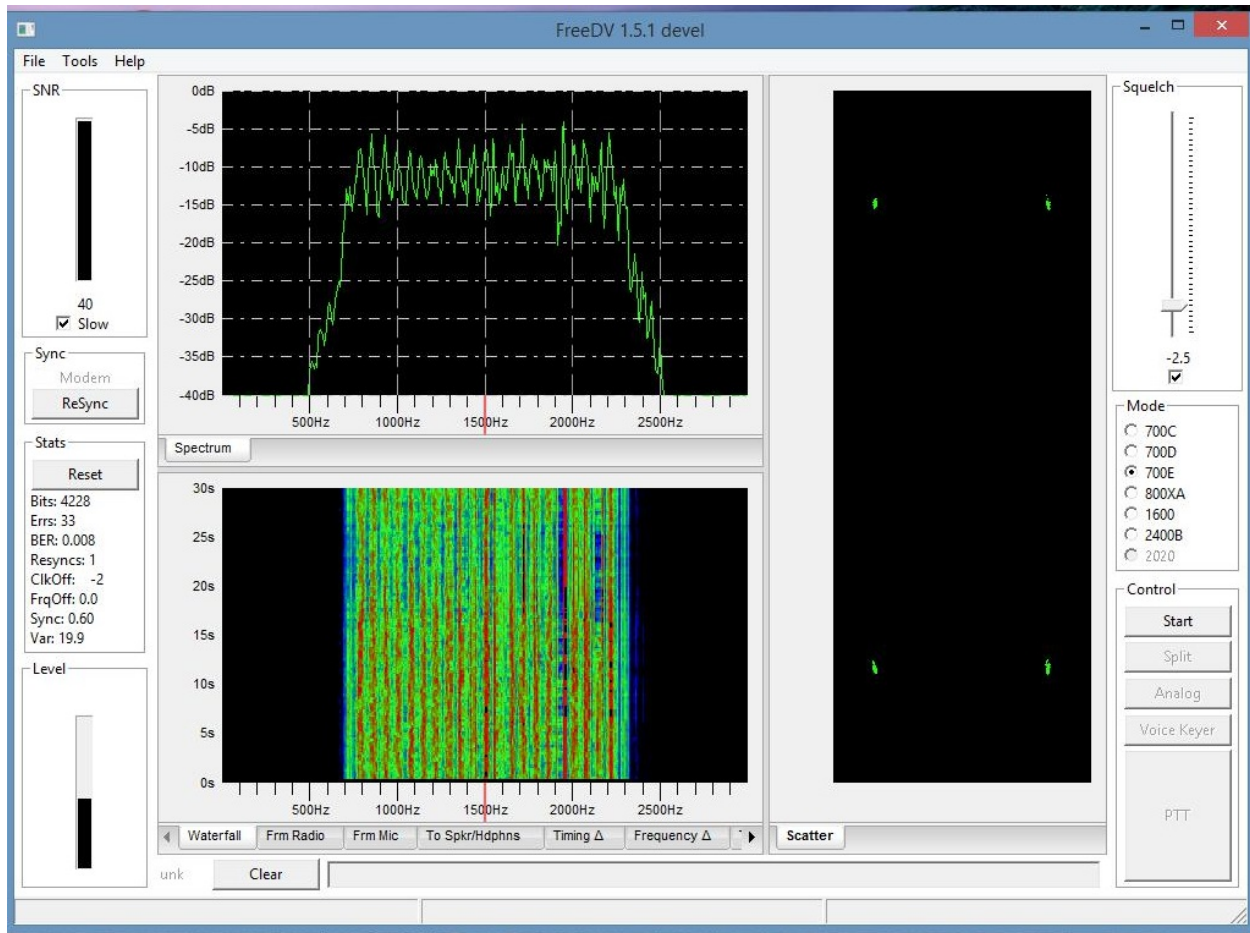 FreeDV 1.5.1 devel
File Tools Help
SNR
40
Slow
Sync
Modem
ReSync
Stats
Reset
Bits: 4228
Errs: 33
BER: 0.008
Resyncs: 1
ClkOff: -2
FrqOff: 0.0
Sync: 0.60
Var: 19.9
Level
0dB
-5dB
-10dB
-15dB
-20dB
-25dB
-30dB
-35dB
-40dB
500Hz 1000Hz 1500Hz 2000Hz 2500Hz
Spectrum
30s
25s
20s
15s
10s
5s
0s
500Hz 1000Hz 1500Hz 2000Hz 2500Hz
Waterfall Frm Radio Frm Mic To Spkr/Hdphns Timing Δ Frequency Δ
unk Clear
Scatter
Squelch
-2.5
Mode
700C
700D
700E
800XA
1600
2400B
2020
Control
Start
Split
Analog
Voice Keyer
PTT